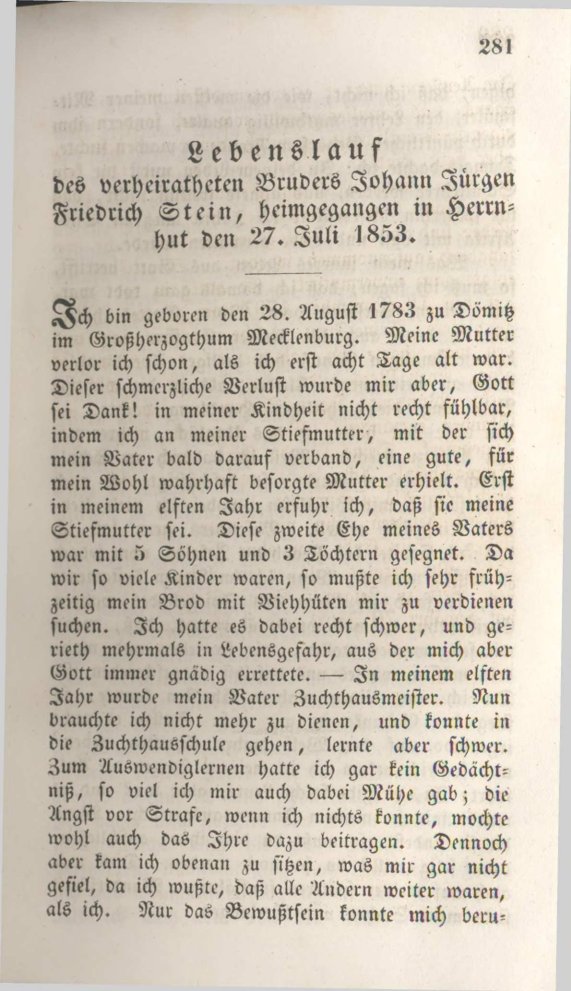 281
Lebenslauf
des verheiratheten Bruders Johann Jürgen
Friedrich Stein, heimgegangen in Herrn-
hut den 27. Juli 1853.
Ich bin geboren den 28. August 1783 zu Dömitz
im Großherzogthum Mecklenburg. Meine Mutter
verlor ich schon, als ich erst acht Tage alt war.
Dieser schmerzliche Verlust wurde mir aber, Gott
sei Dank! in meiner Kindheit nicht recht fühlbar,
indem ich an meiner Stiefmutter, mit der sich
mein Vater bald darauf verband, eine gute, für
mein Wohl wahrhaft besorgte Mutter erhielt. Erst
in meinem elften Jahr erfuhr ich, daß sie meine
Stiefmutter sei. Diese zweite Ehe meines Vaters
war mit 5 Söhnen und 3 Töchtern gesegnet. Da
wir so viele Kinder waren, so mußte ich sehr früh-
zeitig mein Brod mit Viehhüten mir zu verdienen
suchen. Ich hatte es dabei recht schwer, und ge-
rieth mehrmals in Lebensgefahr, aus der mich aber
Gott immer gnädig errettete. — In meinem elften
Jahr wurde mein Vater Zuchthausmeister. Nun
brauchte ich nicht mehr zu dienen, und konnte in
die Zuchthausschule gehen, lernte aber schwer.
Zum Auswendiglernen hatte ich gar kein Gedächt-
niß, so viel ich mir auch dabei Mühe gab; die
Angst vor Strafe, wenn ich nichts konnte, mochte
wohl auch das Ihre dazu beitragen. Dennoch
aber kam ich obenan zu sitzen, was mir gar nicht
gefiel, da ich wußte, daß alle Andern weiter waren,
als ich. Nur das Bewußtsein konnte mich beru-